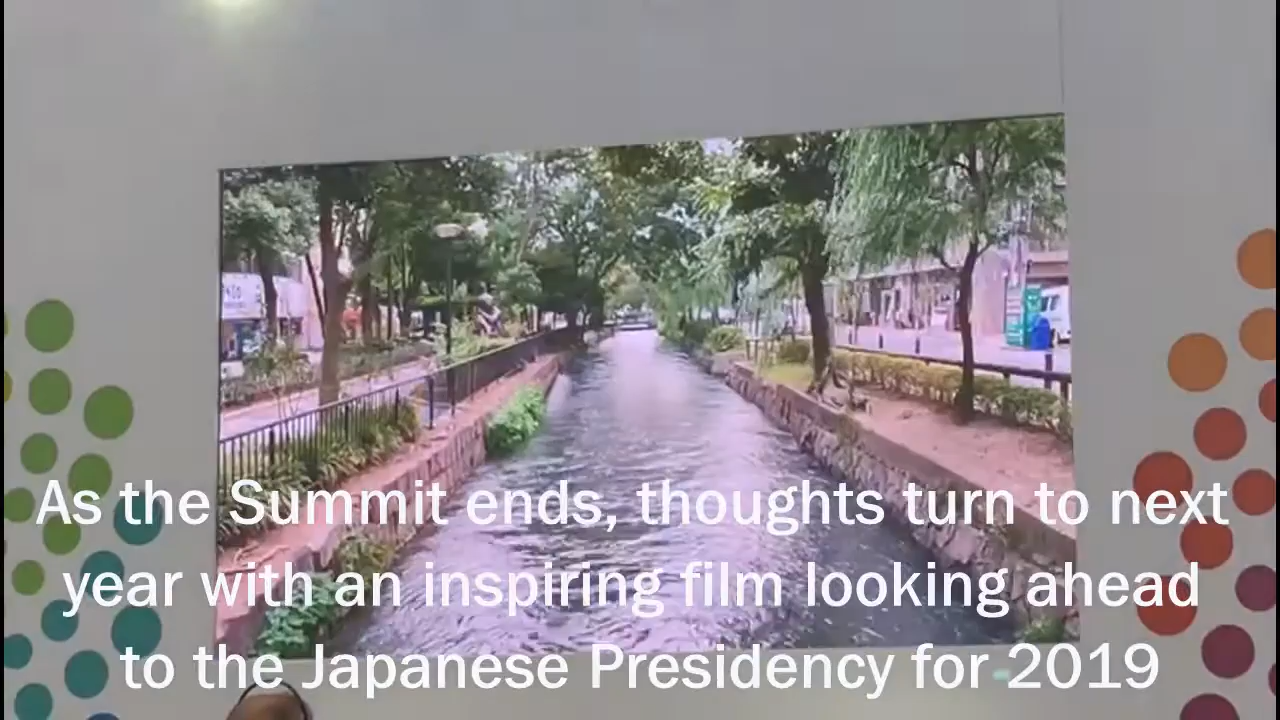 As the Summit ends, thoughts turn to next
year with an inspiring film looking ahead
to the Japanese Presidency for 2019